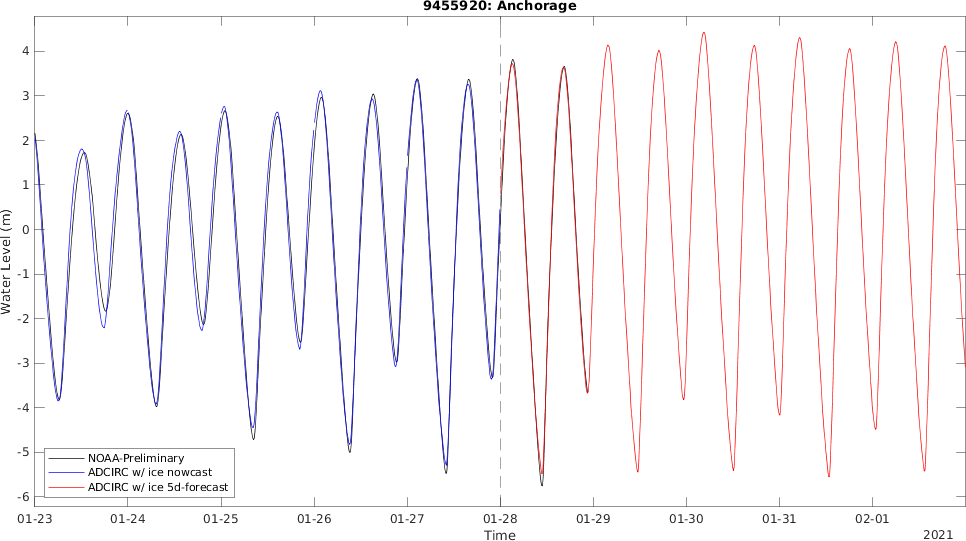 9455920: Anchorage
Water Level (m)
4
3
2
1
0
-1
-2
-3
-4
-5
-6
NOAA-Preliminary
ADCIRC w/ ice nowcast
ADCIRC w/ ice 5d-forecast
01-23 01-24 01-25 01-26 01-27 01-28 01-29 01-30 01-31 02-01
Time
2021